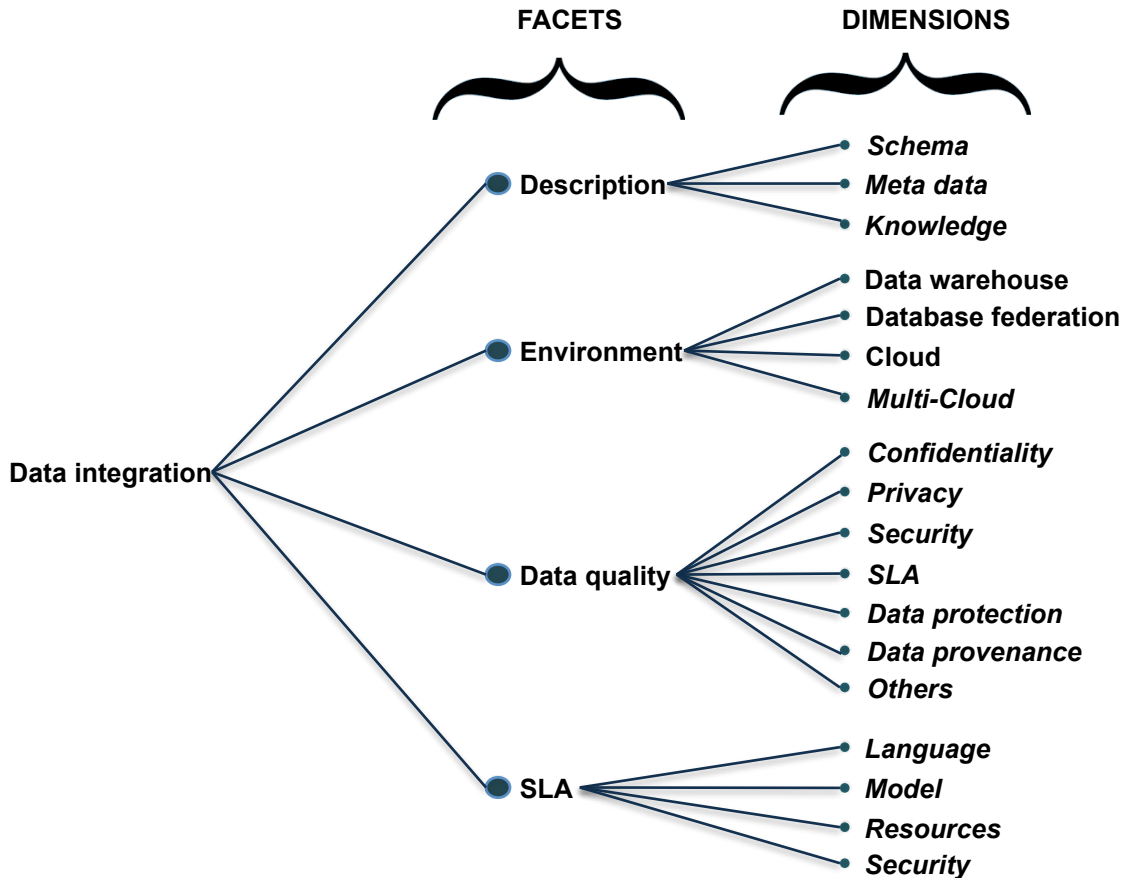 FACETS
DIMENSIONS
Data integration
Description
Schema
Meta data
Knowledge
Environment
Data warehouse
Database federation
Cloud
Multi-Cloud
Data quality
Confidentiality
Privacy
Security
SLA
Data protection
Data provenance
Others
SLA
Language
Model
Resources
Security